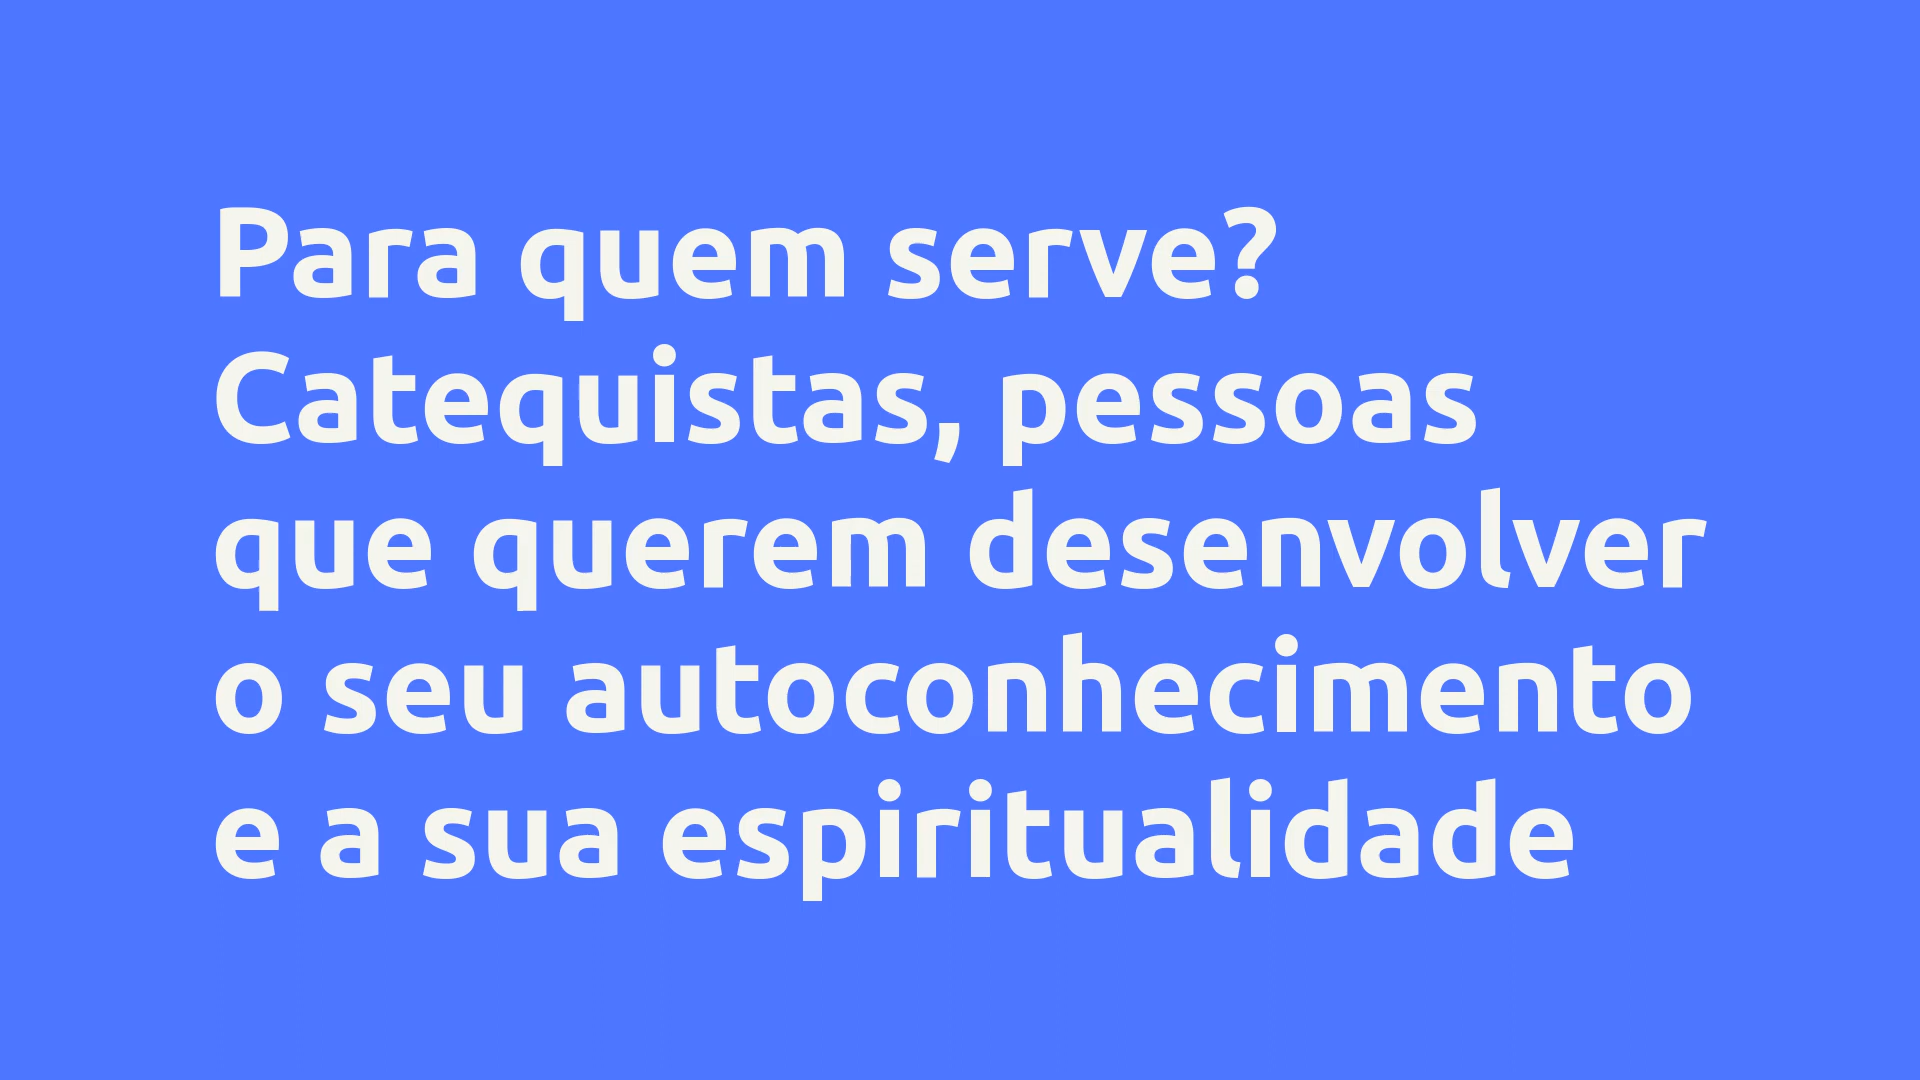 Para quem serve?
Catequistas, pessoas
que querem desenvolver
o seu autoconhecimento
e a sua espiritualidade